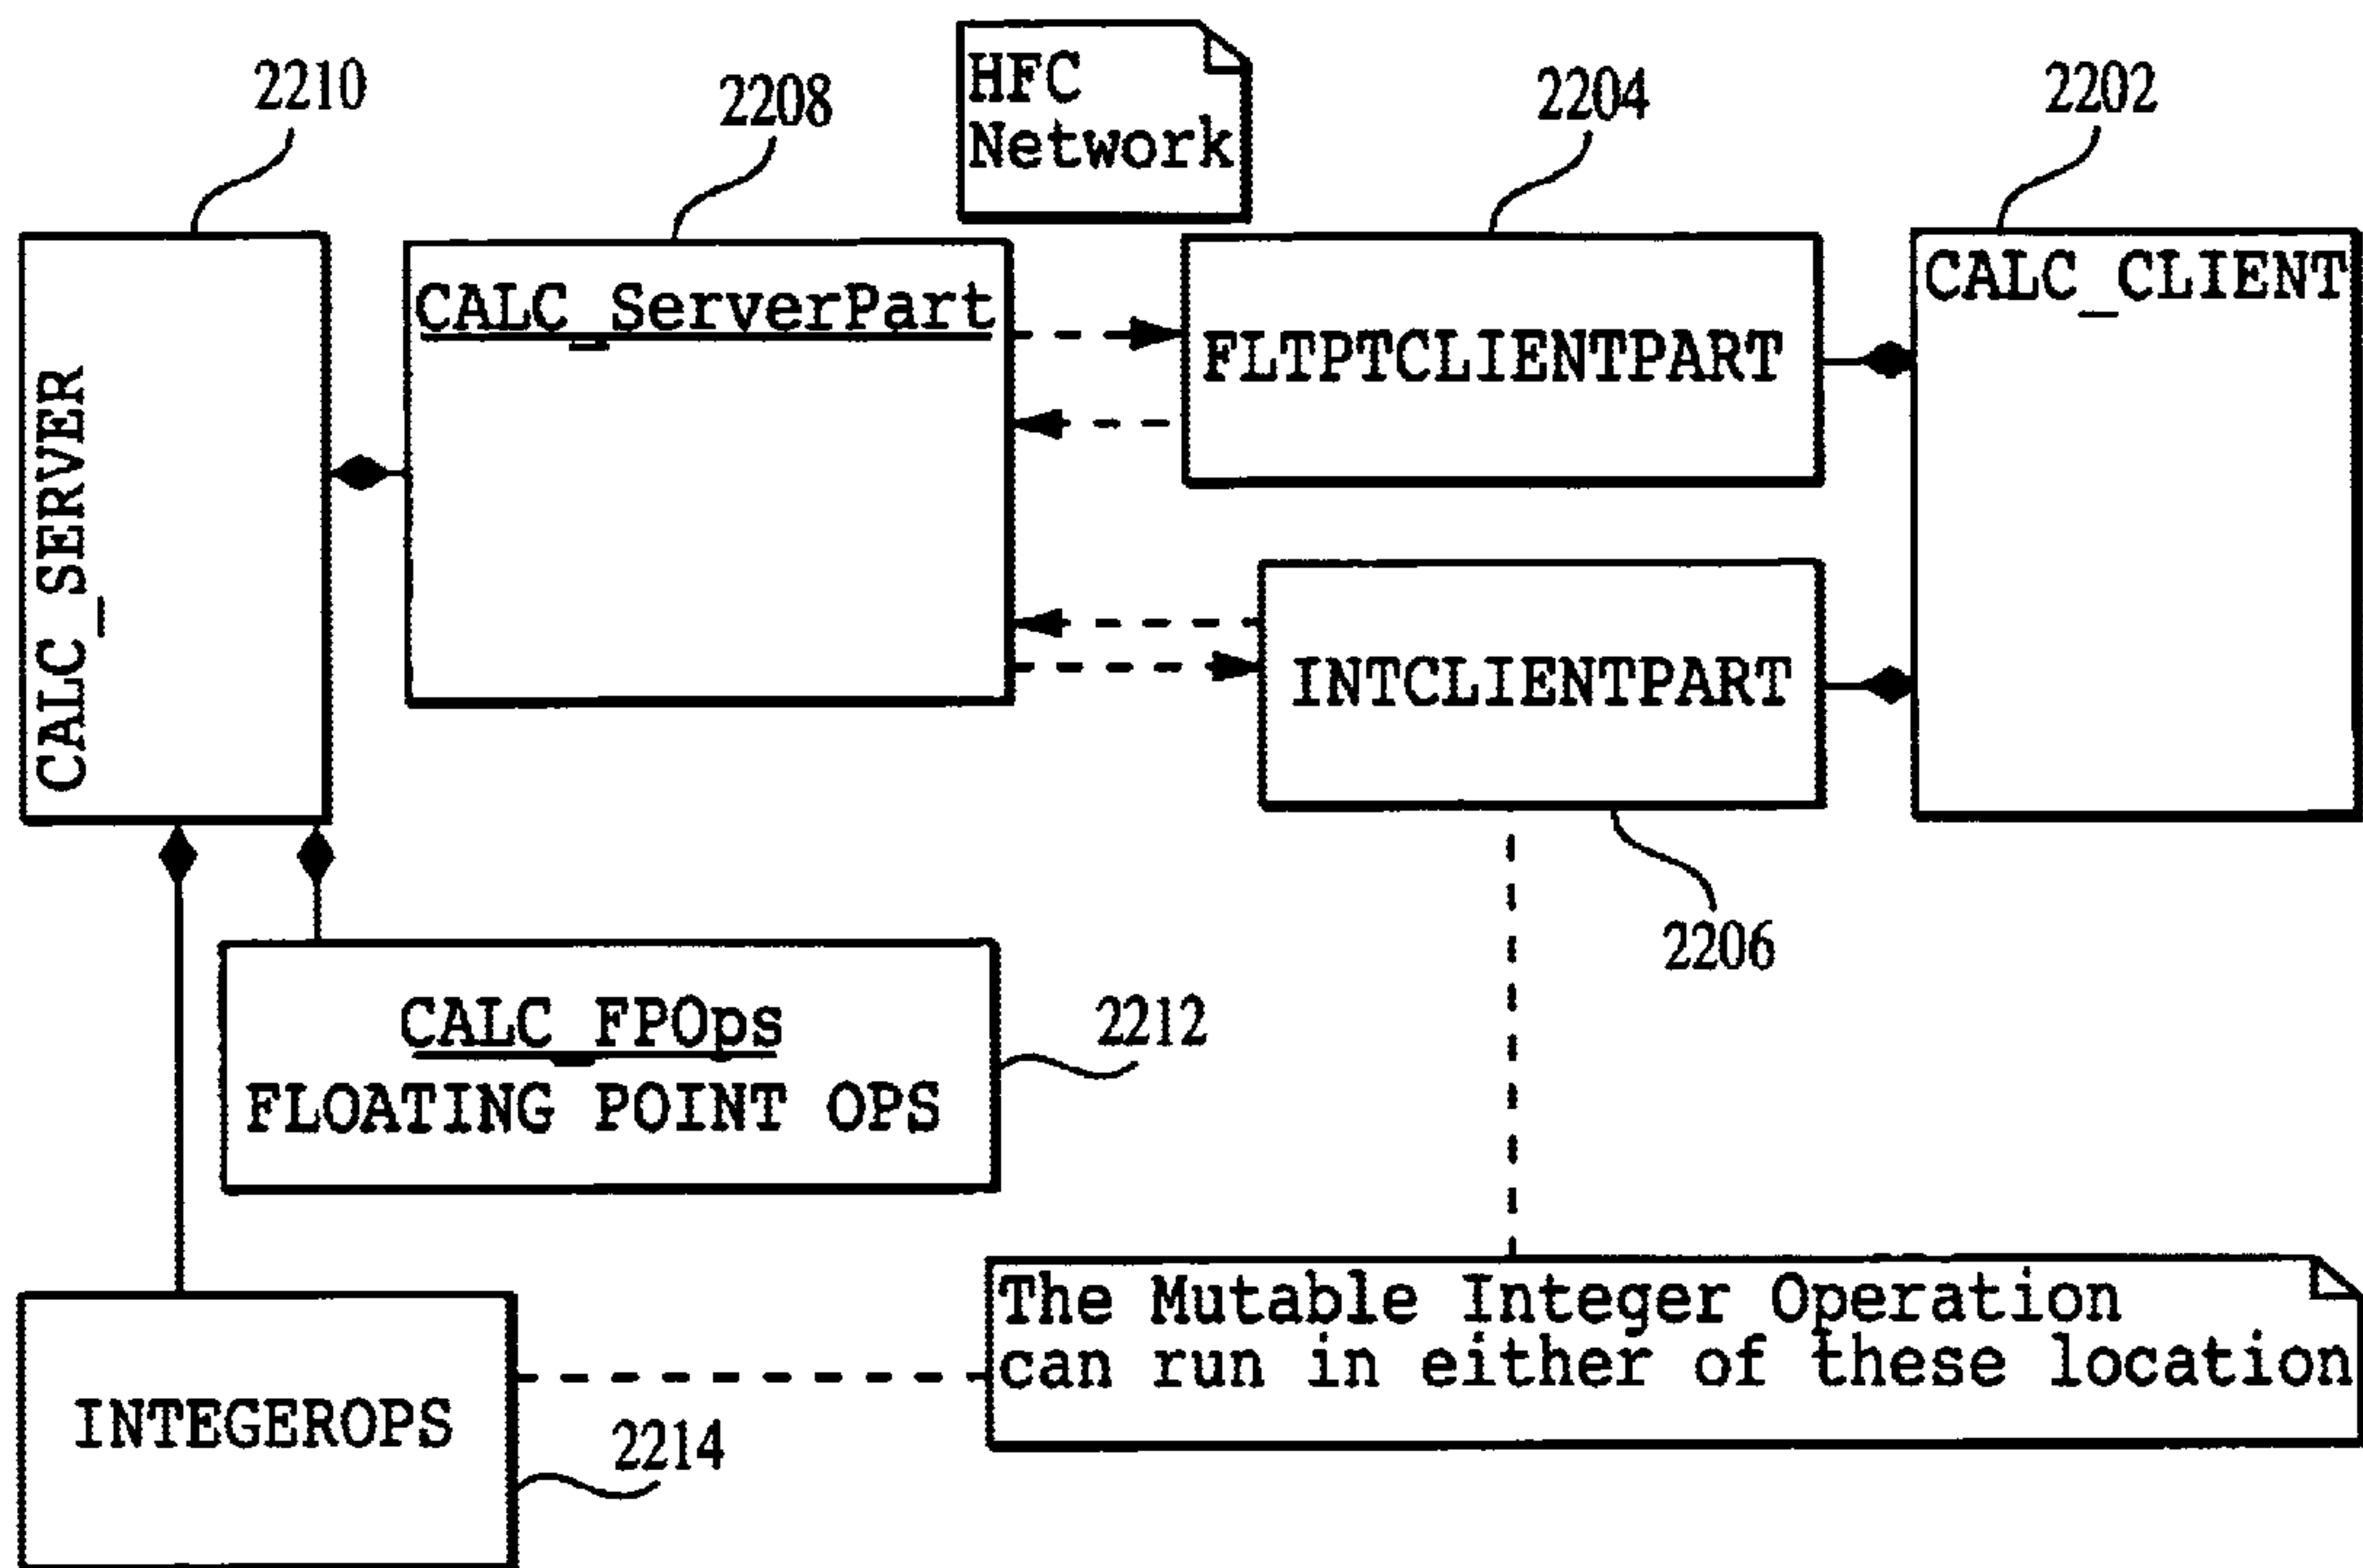 2210
2208
HFC
Network
2204
2202
CALC_SERVER
CALC_ServerPart
FLTPTCLIENTPART
CALC_CLIENT
INTCLIENTPART
2206
CALC_FPOps
FLOATING POINT OPS
2212
INTEGEROPS
2214
The Mutable Integer Operation
can run in either of these location